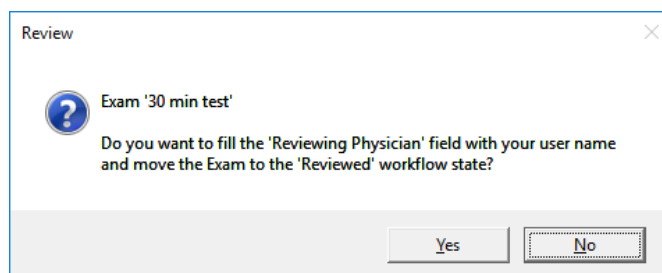 Review
Exam '30 min test'
Do you want to fill the 'Reviewing Physician' field with your user name
and move the Exam to the 'Reviewed' workflow state?
Yes
No